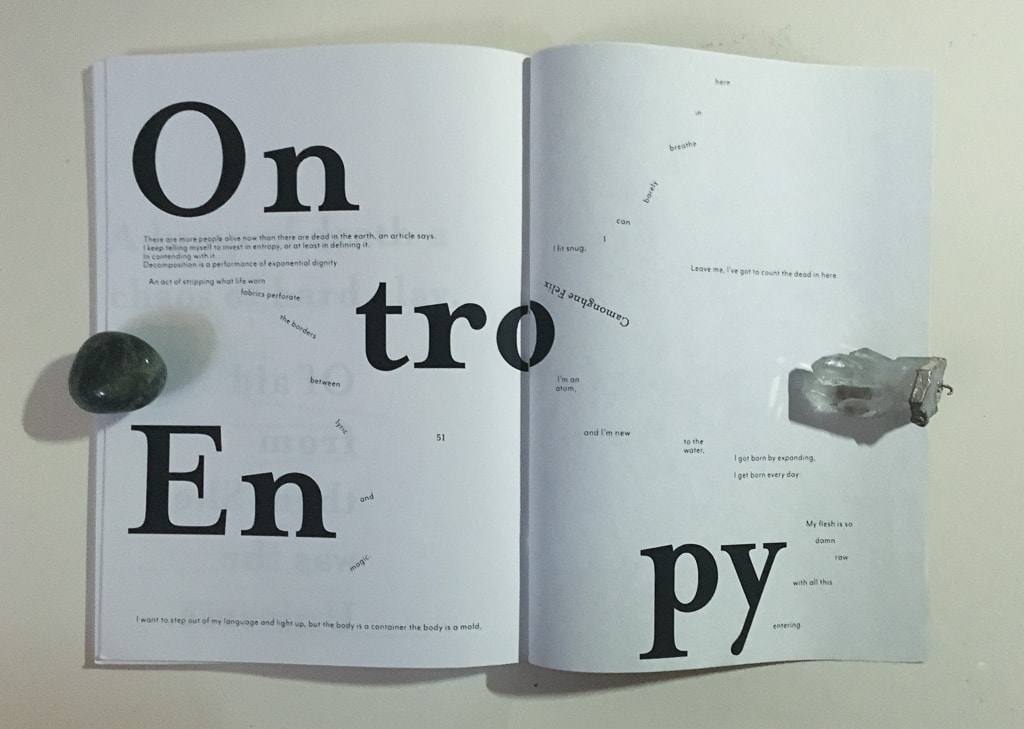 On
There are more people alive now than there are dead in the earth, an article says.
I keep telling myself to invest in entropy, or at least in defining it.
In contending with it.
Decomposition is a performance of exponential dignity
An act of stripping what life worn
fabrics perforate
the borders
between
lyric
and
magic.
tro
En
51
I want to step out of my language and light up, but the body is a container the body is a mold,
here
in
breathe
barely
can
I
I fit snug.
Leave me, I've got to count the dead in here.
Camonghne Felix
I'm an
atom,
and I'm new
to the
water,
I got born by expanding,
I get born every day.
My flesh is so
damn
raw
with all this
entering.
py